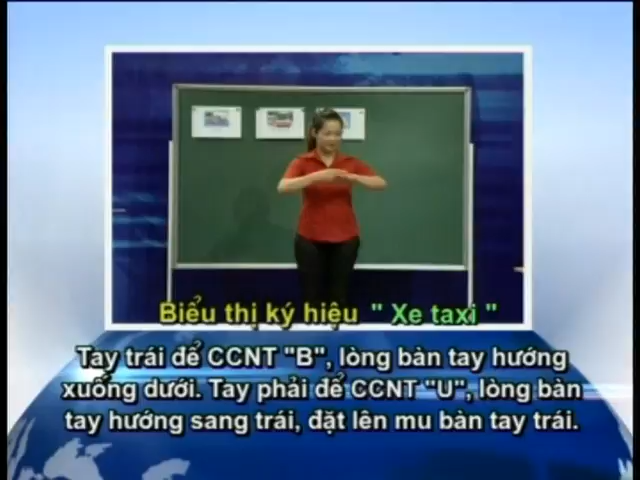 Biểu thị ký hiệu " Xe taxi "
Tay trái để CCNT "B", lòng bàn tay hướng
xuống dưới. Tay phải để CCNT "U", lòng bàn
tay hướng sang trái, đặt lên mu bàn tay trái.